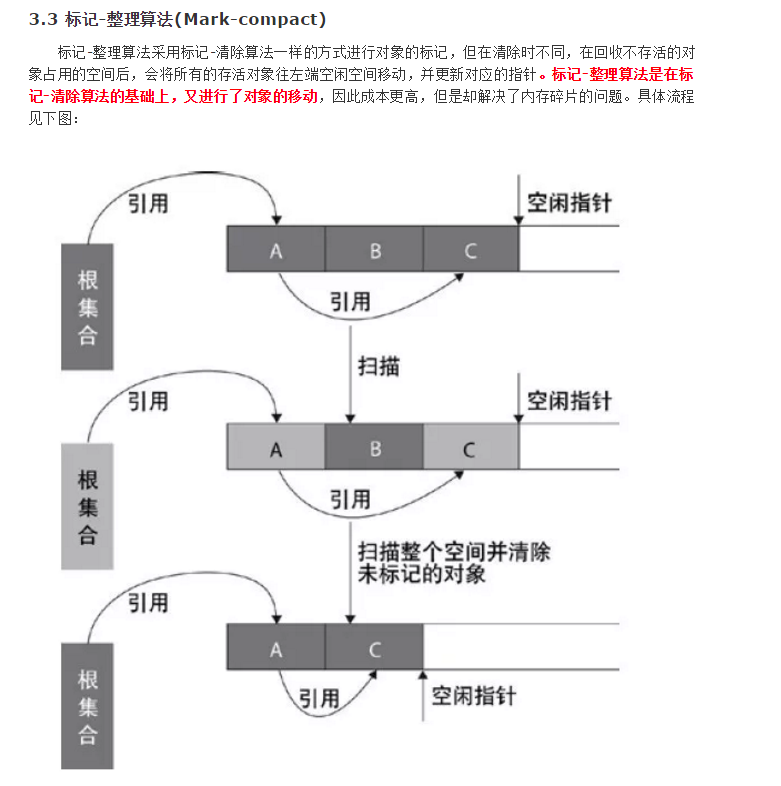 3.3 标记-整理算法(Mark-compact)
标记-整理算法采用标记-清除算法一样的方式进行对象的标记，但在清除时不同，在回收不存活的对
象占用的空间后，会将所有的存活对象往左端空闲空间移动，并更新对应的指针。标记-整理算法是在标
记-清除算法的基础上，又进行了对象的移动，因此成本更高，但是却解决了内存碎片的问题。具体流程
见下图：
引用
空闲指针
A B C
根集合
引用
扫描
引用
空闲指针
A B C
根集合
引用
扫描整个空间并清除
未标记的对象
引用
A C
根集合
引用
空闲指针